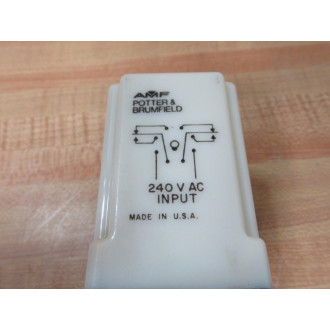 AMF
POTTER &
BRUMFIELD
240 V AC
INPUT
MADE IN U.S.A.